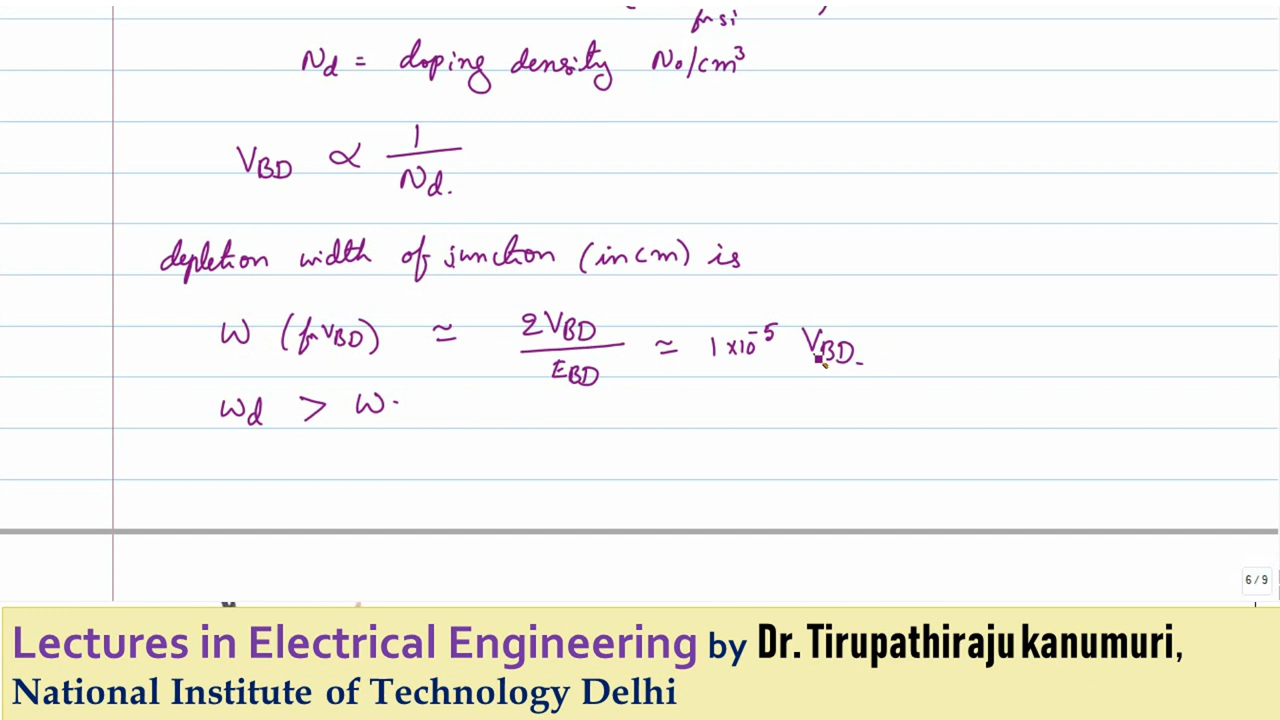 for si
Nd = doping density No/cm³
VBD ∝ 1/Nd.
depletion width of junction (in cm) is
W (for VBD) ≃ 2VBD/EBD ≃ 1×10⁻⁵ VBD.
Wd > W.
6 / 9
Lectures in Electrical Engineering by Dr. Tirupathiraju kanumuri,
National Institute of Technology Delhi